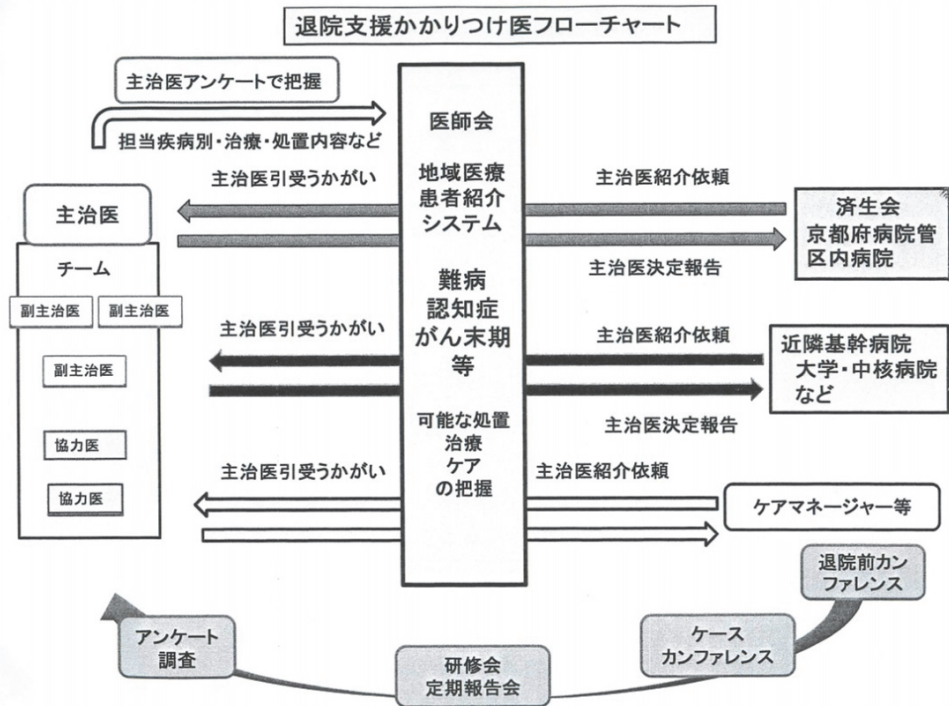 退院支援かかりつけ医フローチャート
主治医アンケートで把握
担当疾病別・治療・処置内容など
医師会
地域医療
患者紹介
システム
難病
認知症
がん末期
等
可能な処置
治療
ケア
の把握
主治医引受うかがい
主治医紹介依頼
主治医決定報告
済生会
京都府病院管
区内病院
主治医
チーム
副主治医
副主治医
副主治医
協力医
協力医
主治医引受うかがい
主治医紹介依頼
主治医決定報告
近隣基幹病院
大学・中核病院
など
主治医引受うかがい
主治医紹介依頼
ケアマネージャー等
退院前カン
ファレンス
ケース
カンファレンス
研修会
定期報告会
アンケート
調査